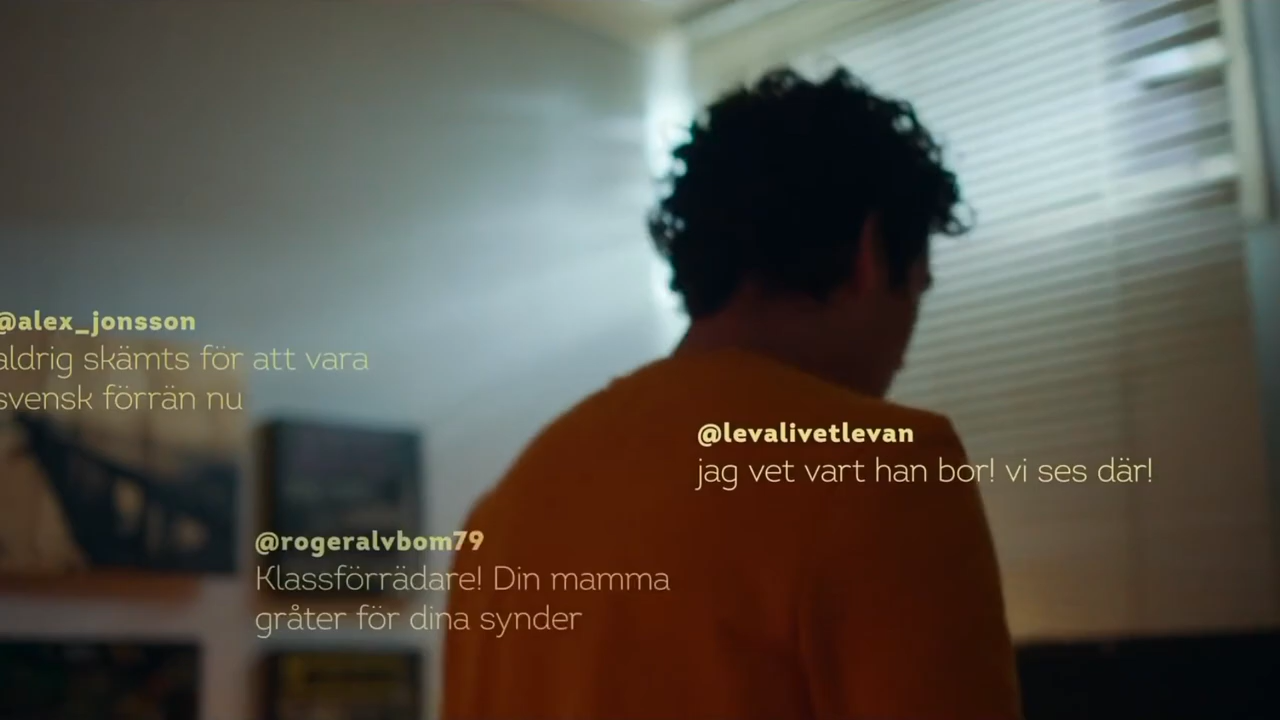 @alex_jonsson
aldrig skämts för att vara
svensk förrän nu
@levalivetlevan
jag vet vart han bor! vi ses där!
@rogeralvbom79
Klassförrädare! Din mamma
gråter för dina synder